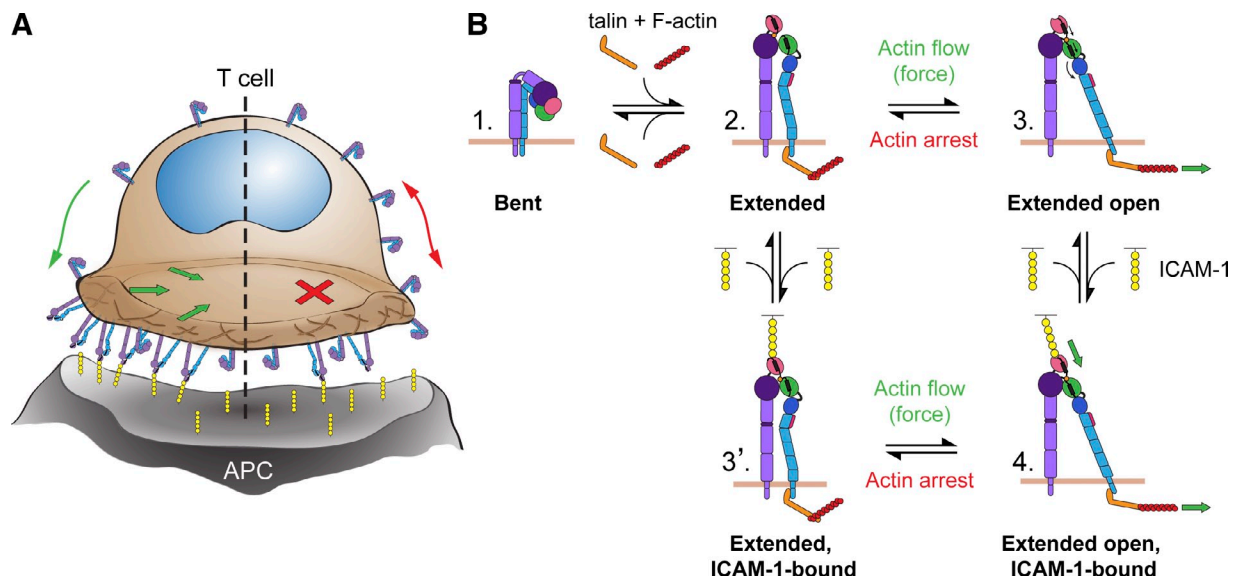 A
T cell
APC
B
talin + F-actin
1.
Bent
2.
Extended
Actin flow
(force)
Actin arrest
3.
Extended open
ICAM-1
3’.
Extended,
ICAM-1-bound
Actin flow
(force)
Actin arrest
4.
Extended open,
ICAM-1-bound